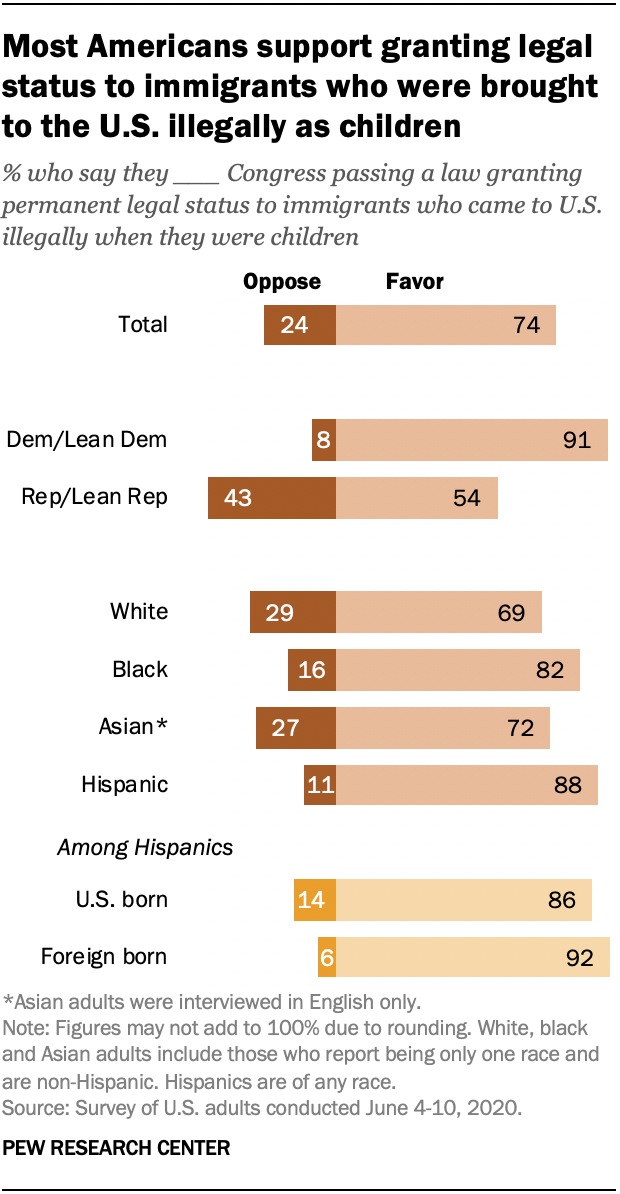 Most Americans support granting legal
status to immigrants who were brought
to the U.S. illegally as children
% who say they ____ Congress passing a law granting
permanent legal status to immigrants who came to U.S.
illegally when they were children
Oppose Favor
Total 24 74
Dem/Lean Dem 8 91
Rep/Lean Rep 43 54
White 29 69
Black 16 82
Asian* 27 72
Hispanic 11 88
Among Hispanics
U.S. born 14 86
Foreign born 6 92
*Asian adults were interviewed in English only.
Note: Figures may not add to 100% due to rounding. White, black
and Asian adults include those who report being only one race and
are non-Hispanic. Hispanics are of any race.
Source: Survey of U.S. adults conducted June 4-10, 2020.
PEW RESEARCH CENTER